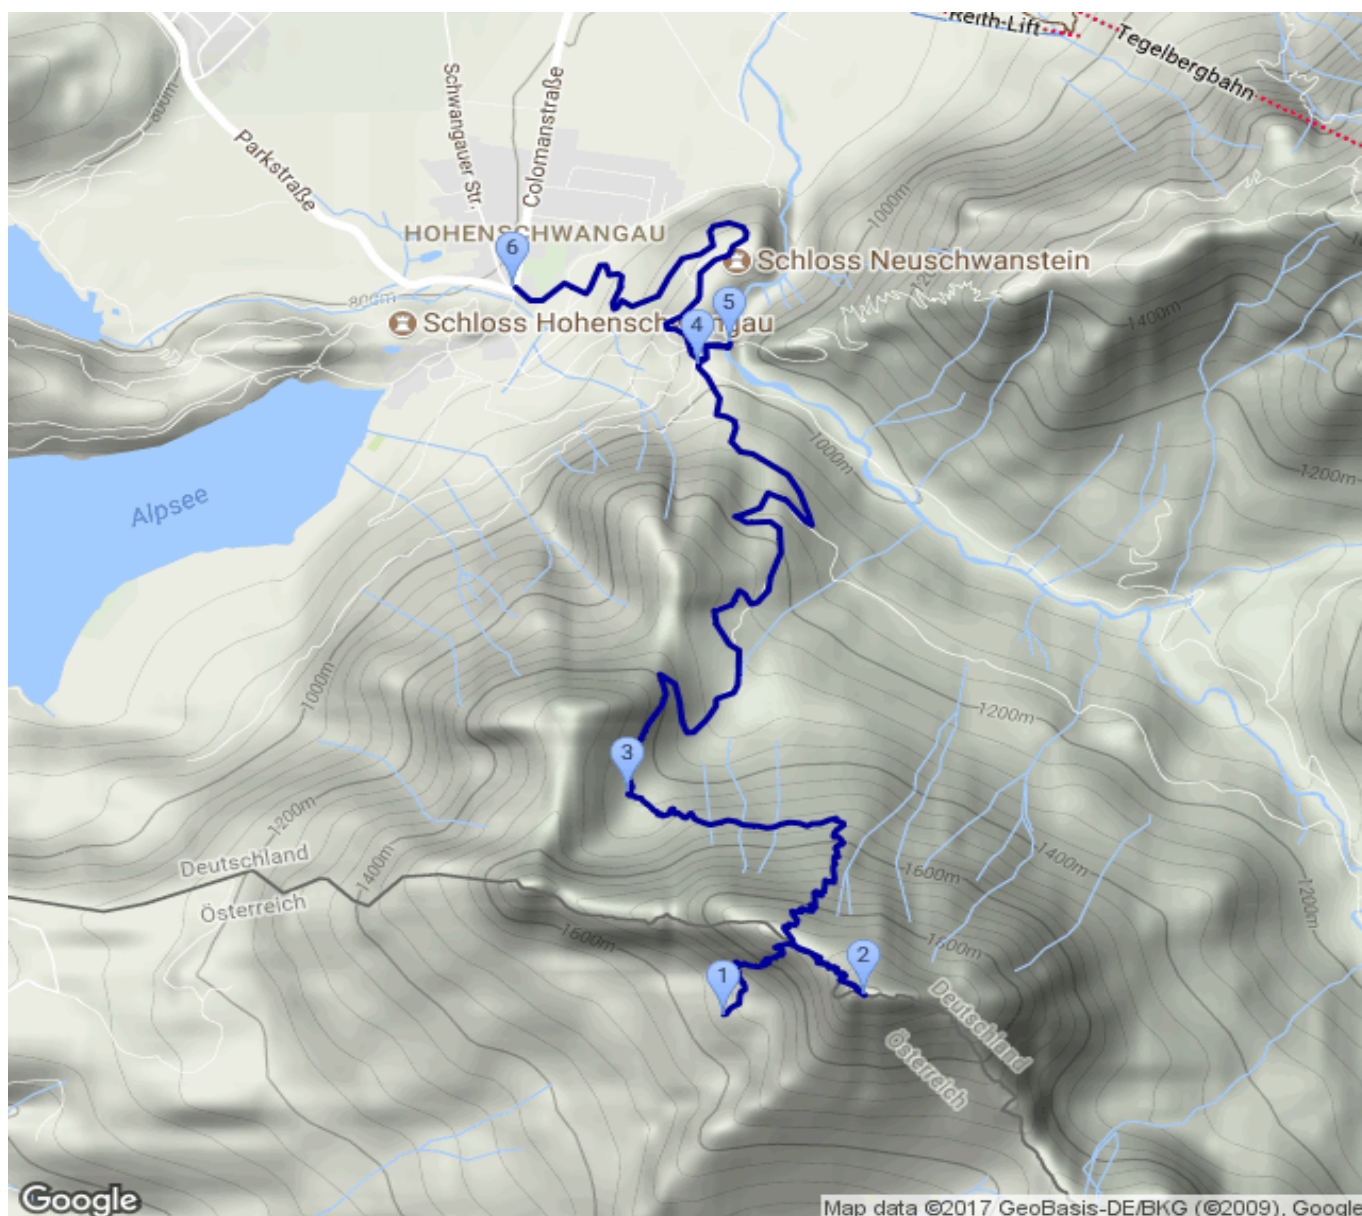 Reith-Lift
Tegelbergbahn
800m
Schwangauer Str.
Colomanstraße
Parkstraße
1000m
HOHENSCHWANGAU
6
Schloss Neuschwanstein
800m
5
Schloss Hohenschwangau
4
1400m
1000m
1200m
Alpsee
1000m
1200m
3
1200m
1400m
1600m
1200m
Deutschland
1400m
Österreich
1600m
1600m
2
1
Deutschland
Österreich
Google
Map data ©2017 GeoBasis-DE/BKG (©2009), Google